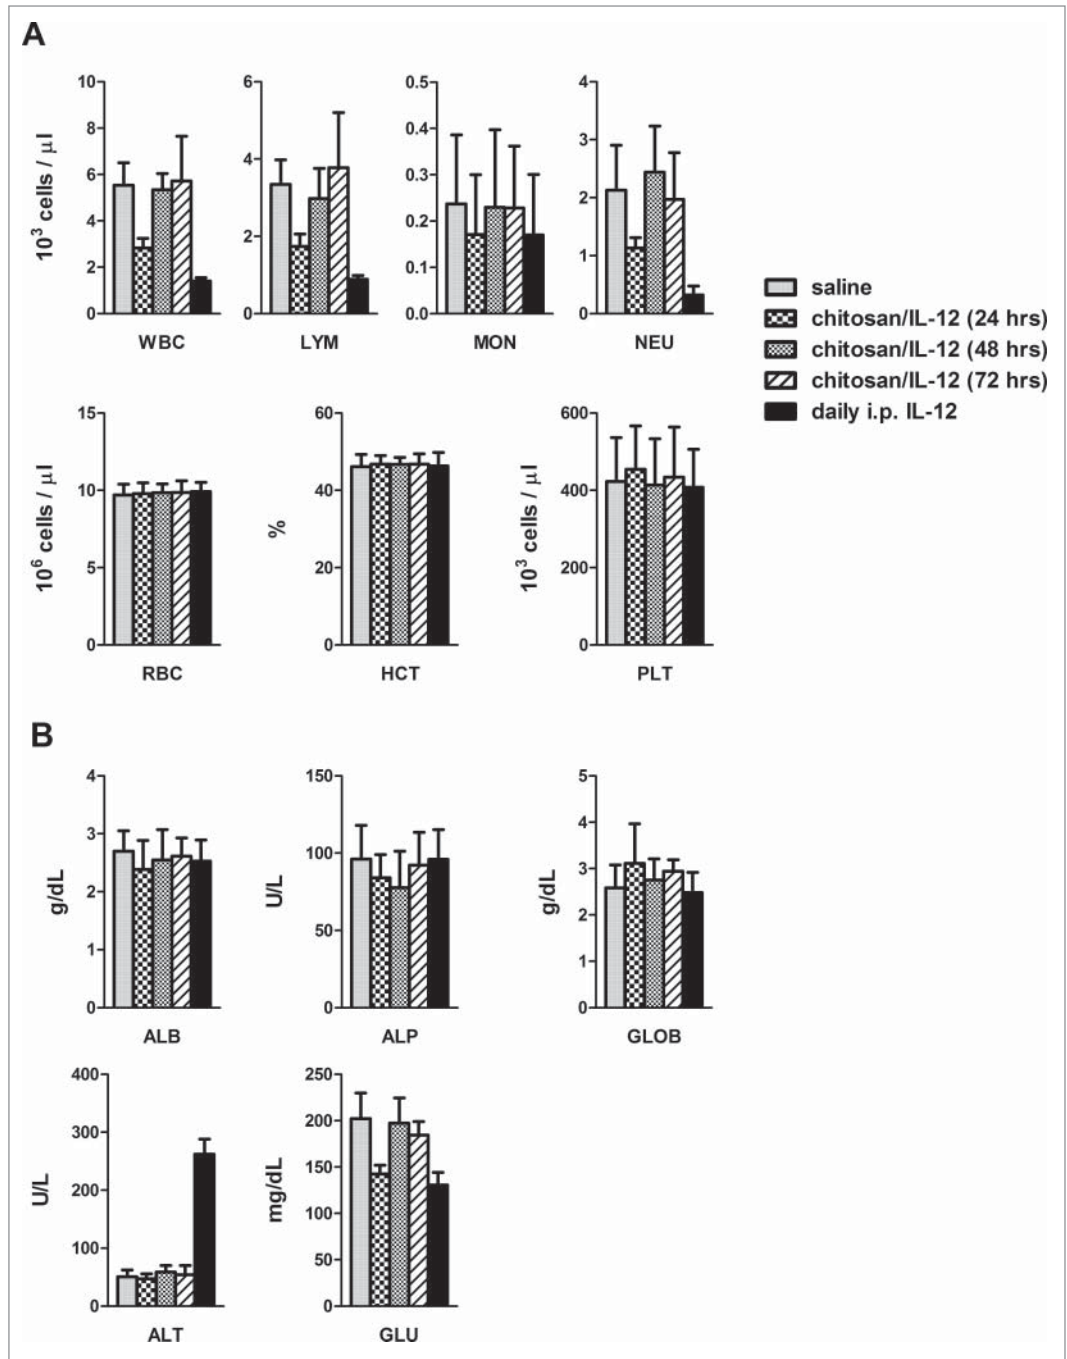 A
10 8 6 4 2 0
6 4 2 0
0.5 0.4 0.3 0.2 0.1 0.0
4 3 2 1 0
10³ cells / µl
WBC LYM MON NEU
saline
chitosan/IL-12 (24 hrs)
chitosan/IL-12 (48 hrs)
chitosan/IL-12 (72 hrs)
daily i.p. IL-12
15 10 5 0
10⁶ cells / µl
60 40 20 0
%
600 400 200 0
10³ cells / µl
RBC HCT PLT
B
4 3 2 1 0
g/dL
150 100 50 0
U/L
5 4 3 2 1 0
g/dL
ALB ALP GLOB
400 300 200 100 0
U/L
250 200 150 100 50 0
mg/dL
ALT GLU